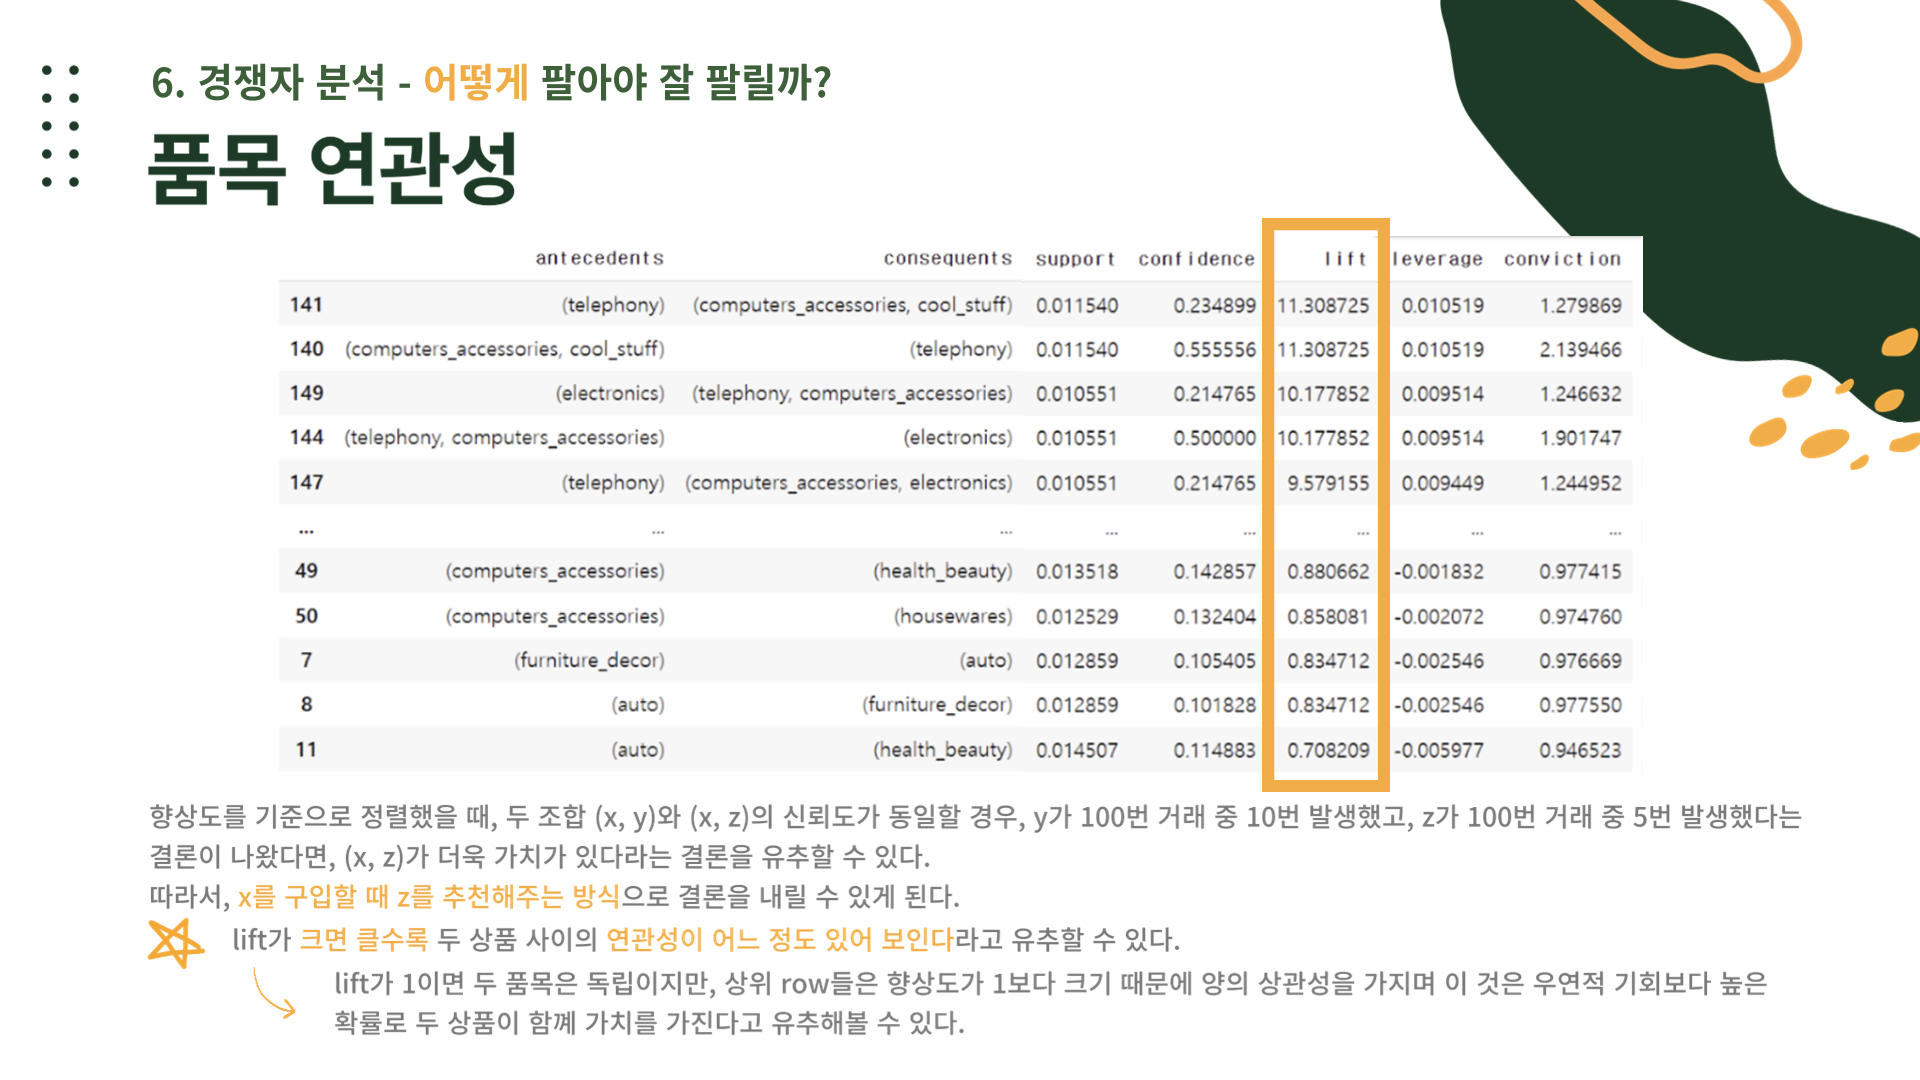 6. 경쟁자 분석 - 어떻게 팔아야 잘 팔릴까?
품목 연관성
antecedents consequents support confidence lift leverage conviction
141 (telephony) (computers_accessories, cool_stuff) 0.011540 0.234899 11.308725 0.010519 1.279869
140 (computers_accessories, cool_stuff) (telephony) 0.011540 0.555556 11.308725 0.010519 2.139466
149 (electronics) (telephony, computers_accessories) 0.010551 0.214765 10.177852 0.009514 1.246632
144 (telephony, computers_accessories) (electronics) 0.010551 0.500000 10.177852 0.009514 1.901747
147 (telephony) (computers_accessories, electronics) 0.010551 0.214765 9.579155 0.009449 1.244952
... ... ... ... ... ... ... ...
49 (computers_accessories) (health_beauty) 0.013518 0.142857 0.880662 -0.001832 0.977415
50 (computers_accessories) (housewares) 0.012529 0.132404 0.858081 -0.002072 0.974760
7 (furniture_decor) (auto) 0.012859 0.105405 0.834712 -0.002546 0.976669
8 (auto) (furniture_decor) 0.012859 0.101828 0.834712 -0.002546 0.977550
11 (auto) (health_beauty) 0.014507 0.114883 0.708209 -0.005977 0.946523
향상도를 기준으로 정렬했을 때, 두 조합 (x, y)와 (x, z)의 신뢰도가 동일할 경우, y가 100번 거래 중 10번 발생했고, z가 100번 거래 중 5번 발생했다는
결론이 나왔다면, (x, z)가 더욱 가치가 있다라는 결론을 유추할 수 있다.
따라서, x를 구입할 때 z를 추천해주는 방식으로 결론을 내릴 수 있게 된다.
lift가 크면 클수록 두 상품 사이의 연관성이 어느 정도 있어 보인다라고 유추할 수 있다.
lift가 1이면 두 품목은 독립이지만, 상위 row들은 향상도가 1보다 크기 때문에 양의 상관성을 가지며 이 것은 우연적 기회보다 높은
확률로 두 상품이 함께 가치를 가진다고 유추해볼 수 있다.